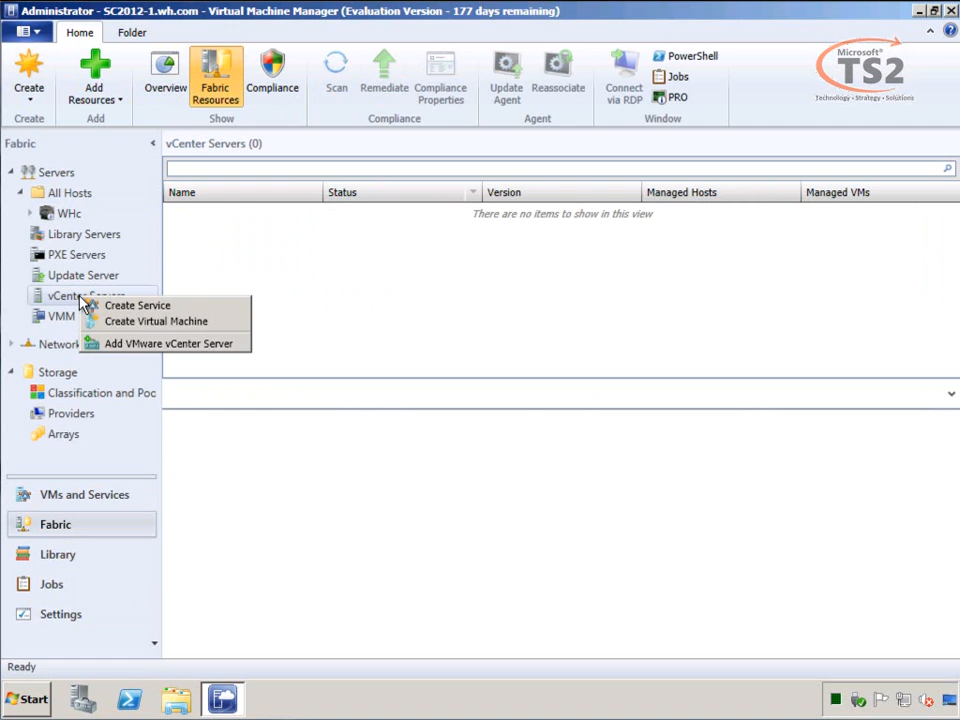 Administrator - SC2012-1.wh.com - Virtual Machine Manager (Evaluation Version - 177 days remaining)
Home
Folder
Create
Add Resources
Overview
Fabric Resources
Compliance
Scan
Remediate
Compliance Properties
Update Agent
Reassociate
Connect via RDP
PowerShell
Jobs
PRO
Create
Add
Show
Compliance
Agent
Window
Microsoft®
TS2
Technology • Strategy • Solutions
Fabric
Servers
All Hosts
WHc
Library Servers
PXE Servers
Update Server
vCenter Servers
VMM
Network
Storage
Classification and Poo
Providers
Arrays
Create Service
Create Virtual Machine
Add VMware vCenter Server
vCenter Servers (0)
Name
Status
Version
Managed Hosts
Managed VMs
There are no items to show in this view
VMs and Services
Fabric
Library
Jobs
Settings
Ready
Start